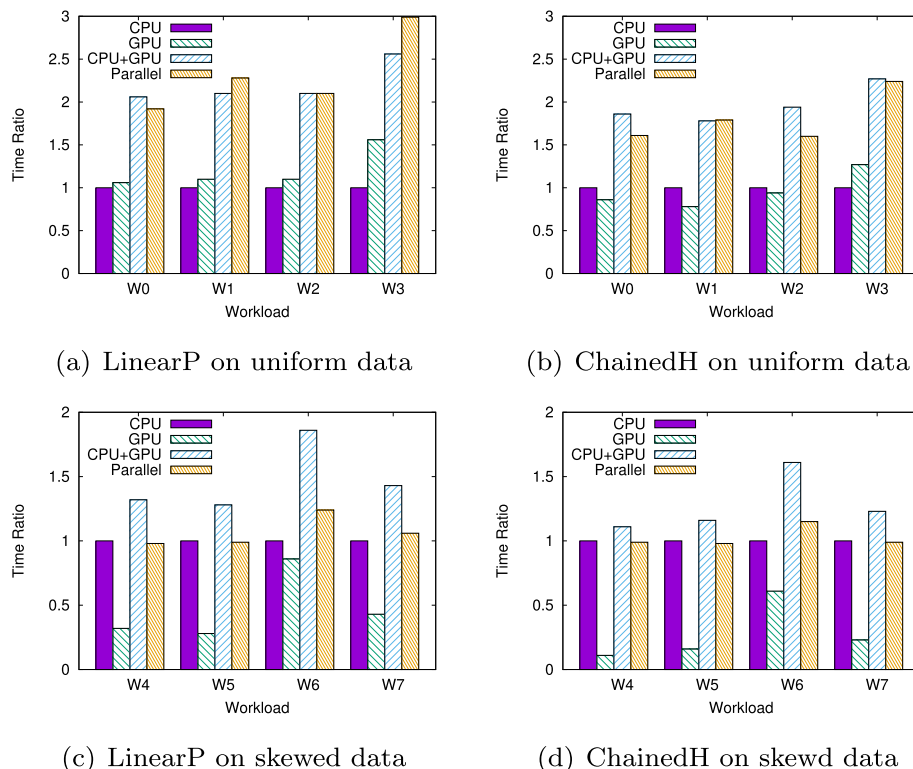 3
2.5
2
1.5
1
0.5
0
Time Ratio
CPU
GPU
CPU+GPU
Parallel
W0 W1 W2 W3
Workload
(a) LinearP on uniform data
3
2.5
2
1.5
1
0.5
0
Time Ratio
CPU
GPU
CPU+GPU
Parallel
W0 W1 W2 W3
Workload
(b) ChainedH on uniform data
2
1.5
1
0.5
0
Time Ratio
CPU
GPU
CPU+GPU
Parallel
W4 W5 W6 W7
Workload
(c) LinearP on skewed data
2
1.5
1
0.5
0
Time Ratio
CPU
GPU
CPU+GPU
Parallel
W4 W5 W6 W7
Workload
(d) ChainedH on skewd data